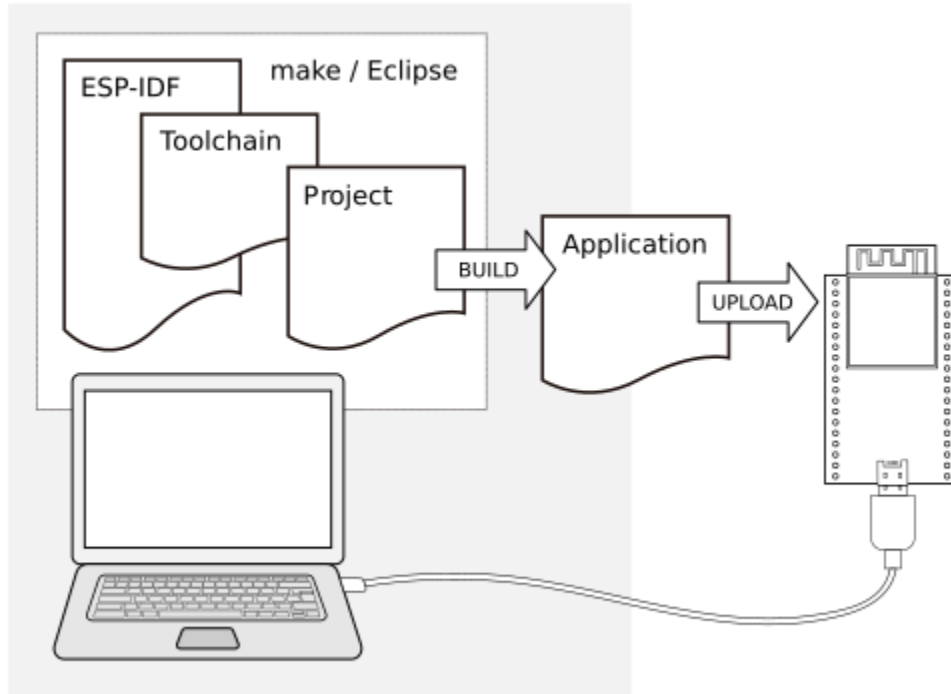 make / Eclipse
ESP-IDF
Toolchain
Project
BUILD
Application
UPLOAD